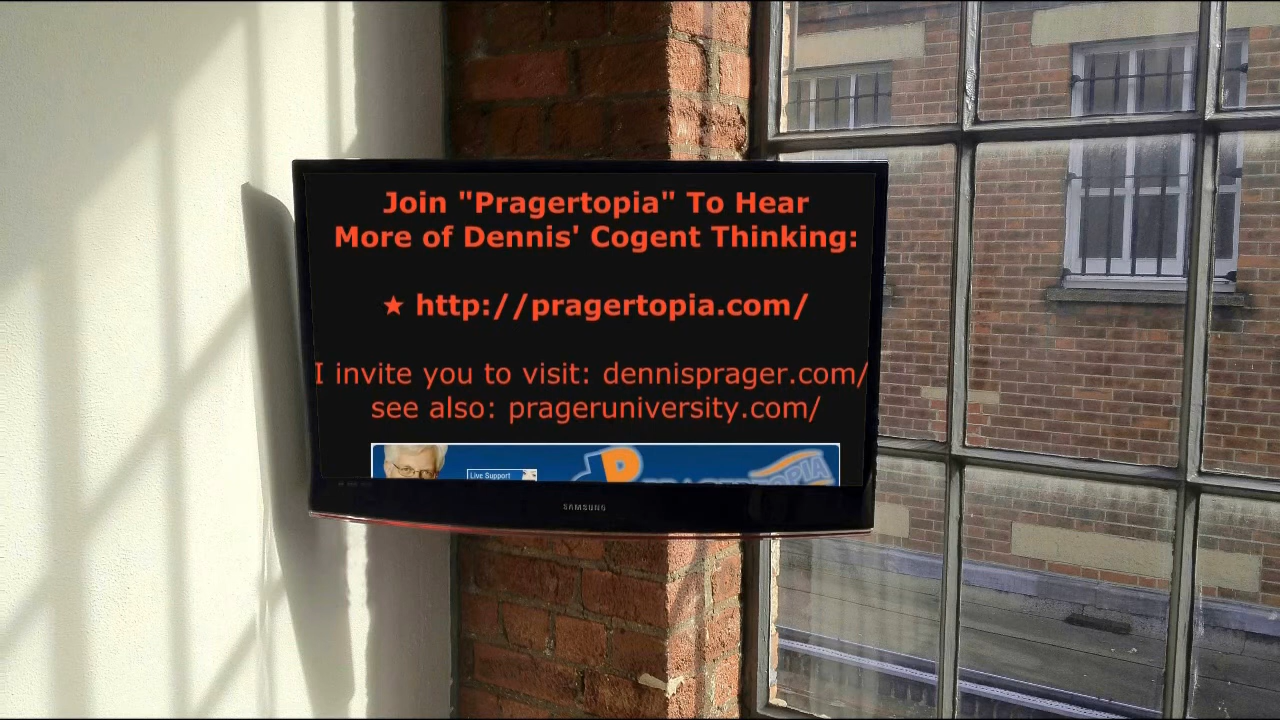 Join "Pragertopia" To Hear
More of Dennis' Cogent Thinking:
★ http://pragertopia.com/
I invite you to visit: dennisprager.com/
see also: prageruniversity.com/
Live Support
PRAGERTOPIA
SAMSUNG